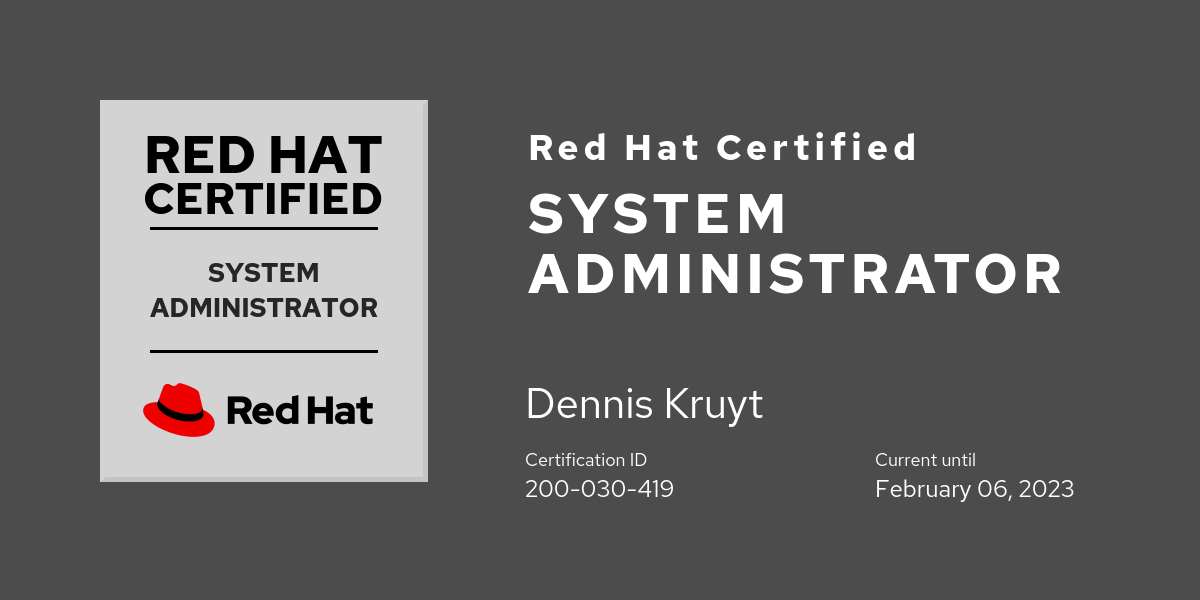 RED HAT
CERTIFIED
SYSTEM
ADMINISTRATOR
Red Hat
Red Hat Certified
SYSTEM
ADMINISTRATOR
Dennis Kruyt
Certification ID
200-030-419
Current until
February 06, 2023